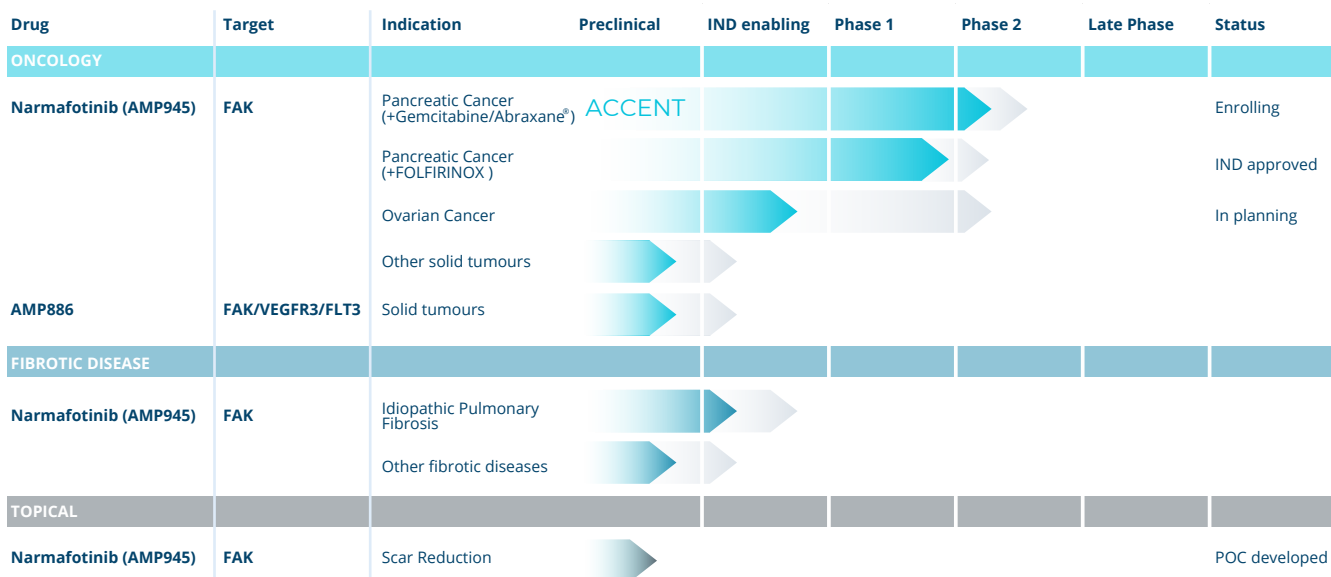 Drug Target Indication Preclinical IND enabling Phase 1 Phase 2 Late Phase Status
ONCOLOGY
Narmafotinib (AMP945) FAK Pancreatic Cancer
(+Gemcitabine/Abraxane®) ACCENT Enrolling
Pancreatic Cancer
(+FOLFIRINOX ) IND approved
Ovarian Cancer In planning
Other solid tumours
AMP886 FAK/VEGFR3/FLT3 Solid tumours
FIBROTIC DISEASE
Narmafotinib (AMP945) FAK Idiopathic Pulmonary
Fibrosis
Other fibrotic diseases
TOPICAL
Narmafotinib (AMP945) FAK Scar Reduction POC developed